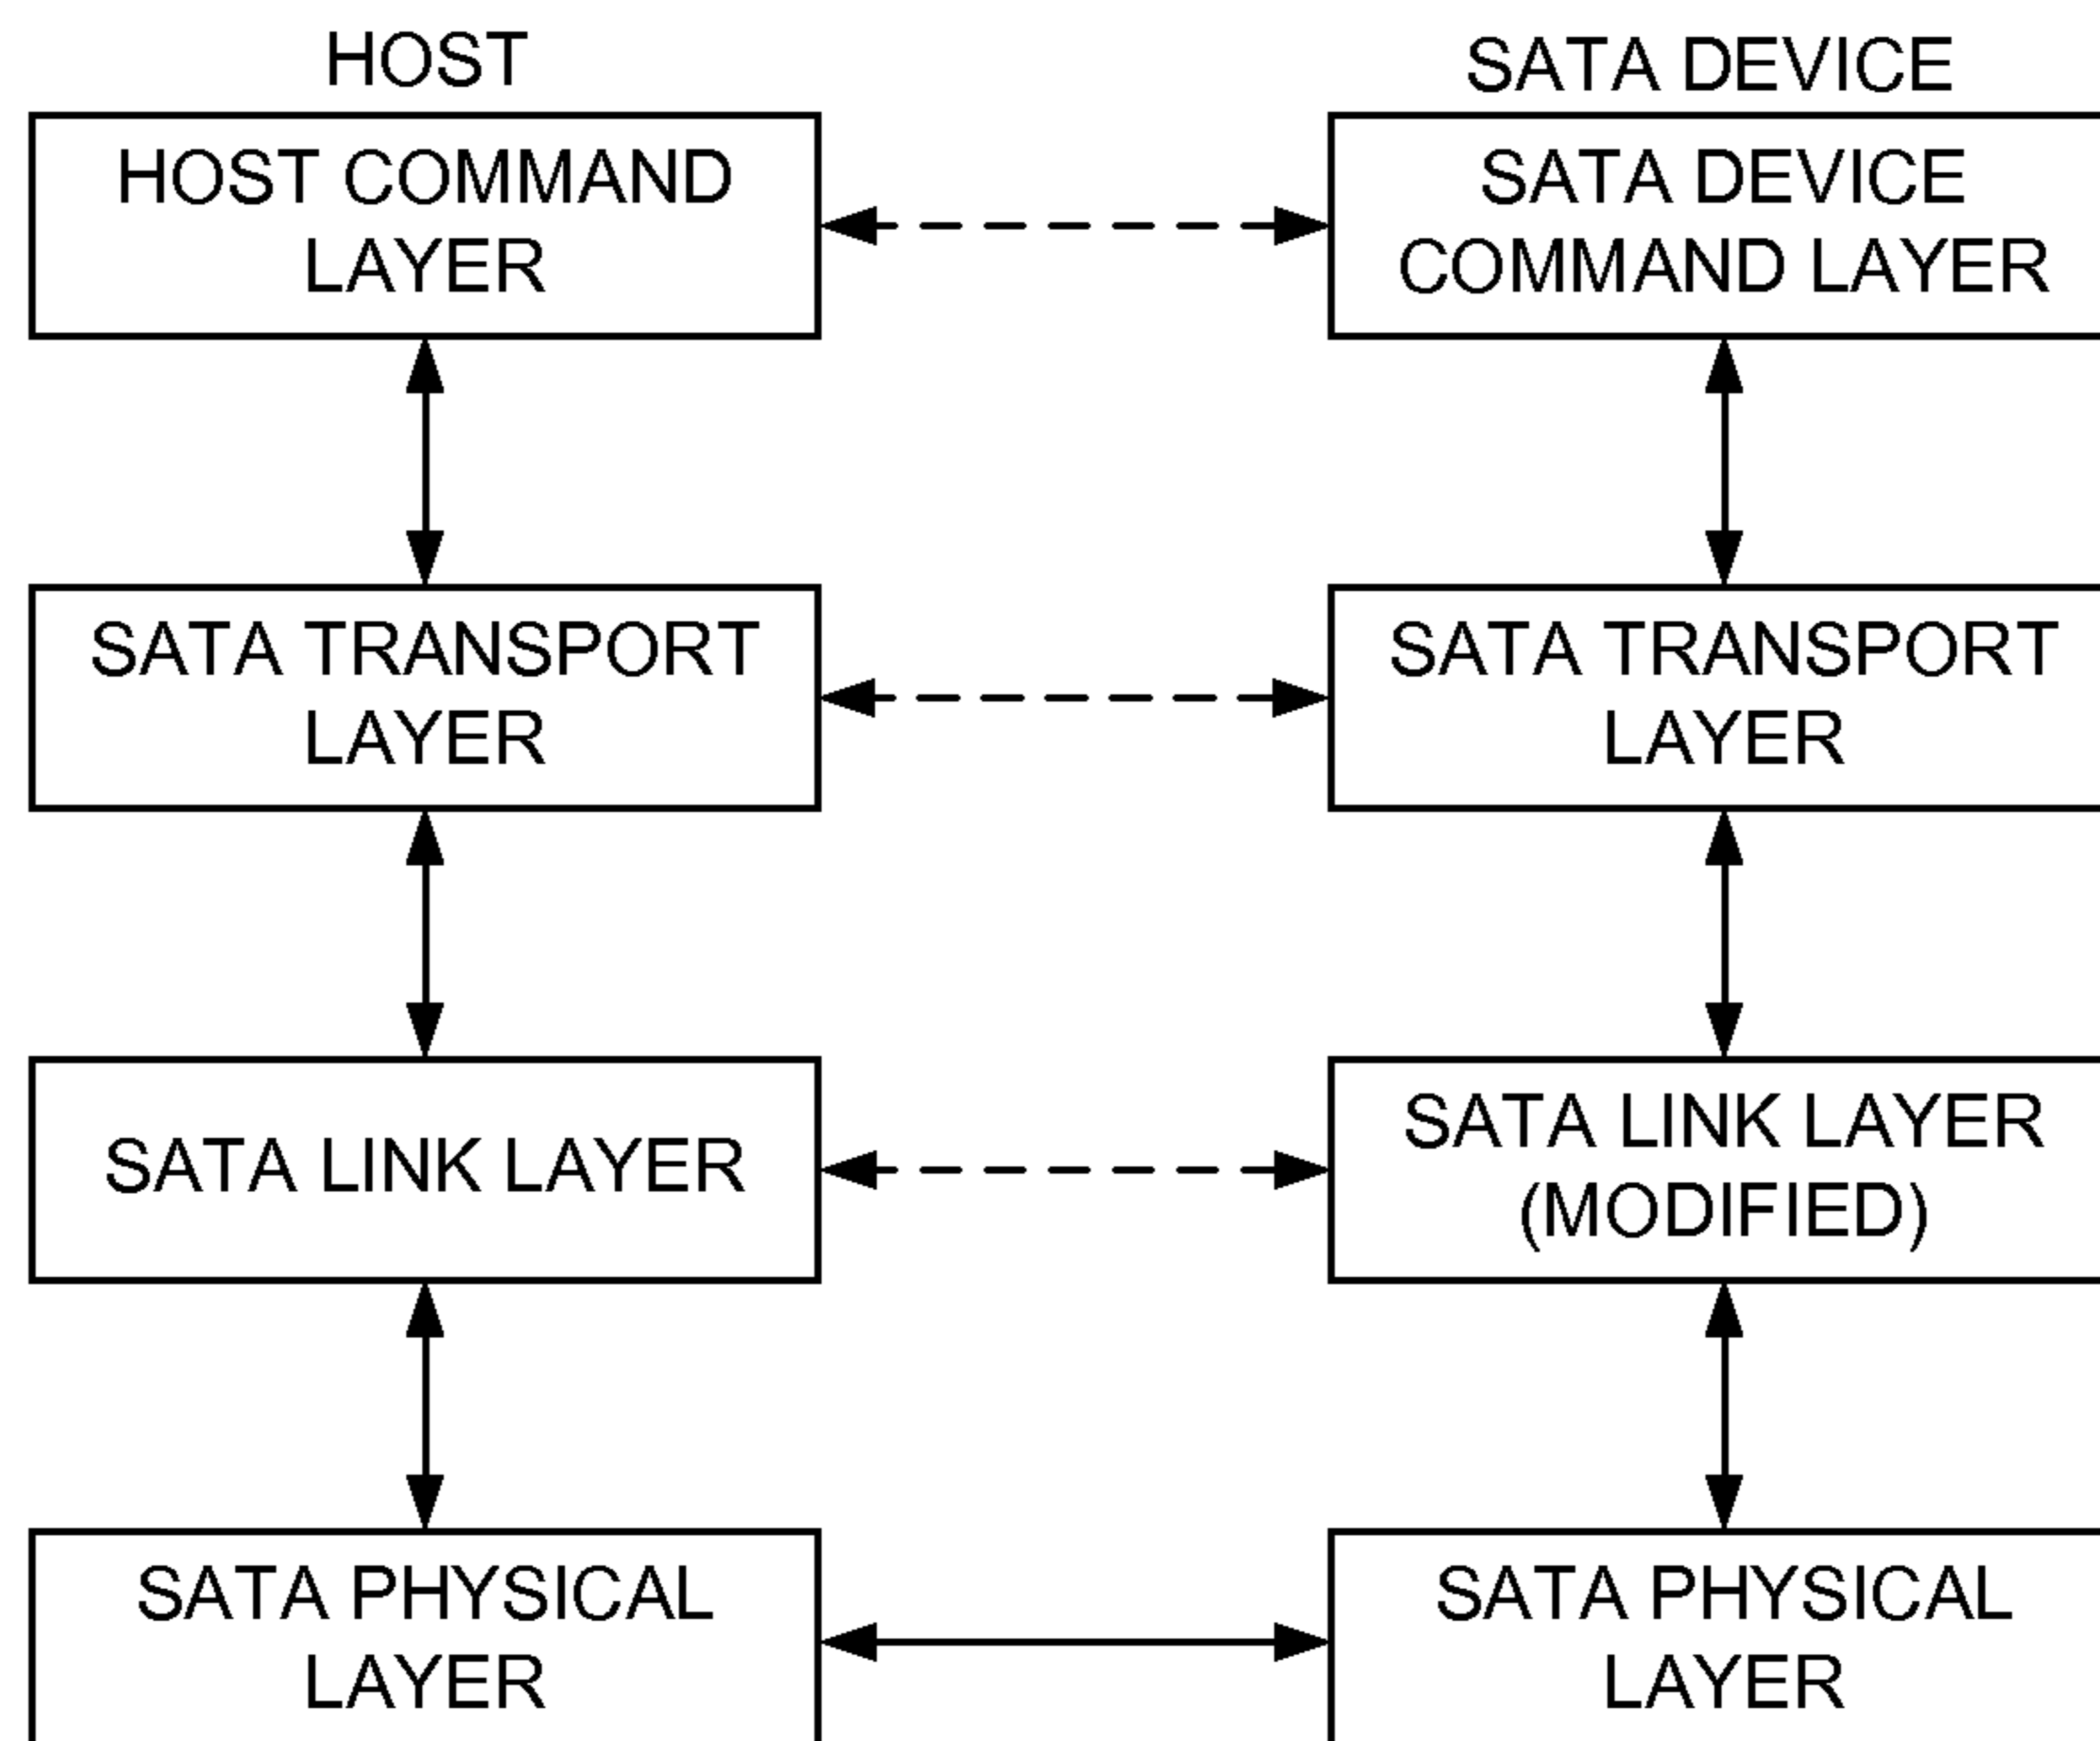 HOST
HOST COMMAND
LAYER
SATA TRANSPORT
LAYER
SATA LINK LAYER
SATA PHYSICAL
LAYER
SATA DEVICE
SATA DEVICE
COMMAND LAYER
SATA TRANSPORT
LAYER
SATA LINK LAYER
(MODIFIED)
SATA PHYSICAL
LAYER